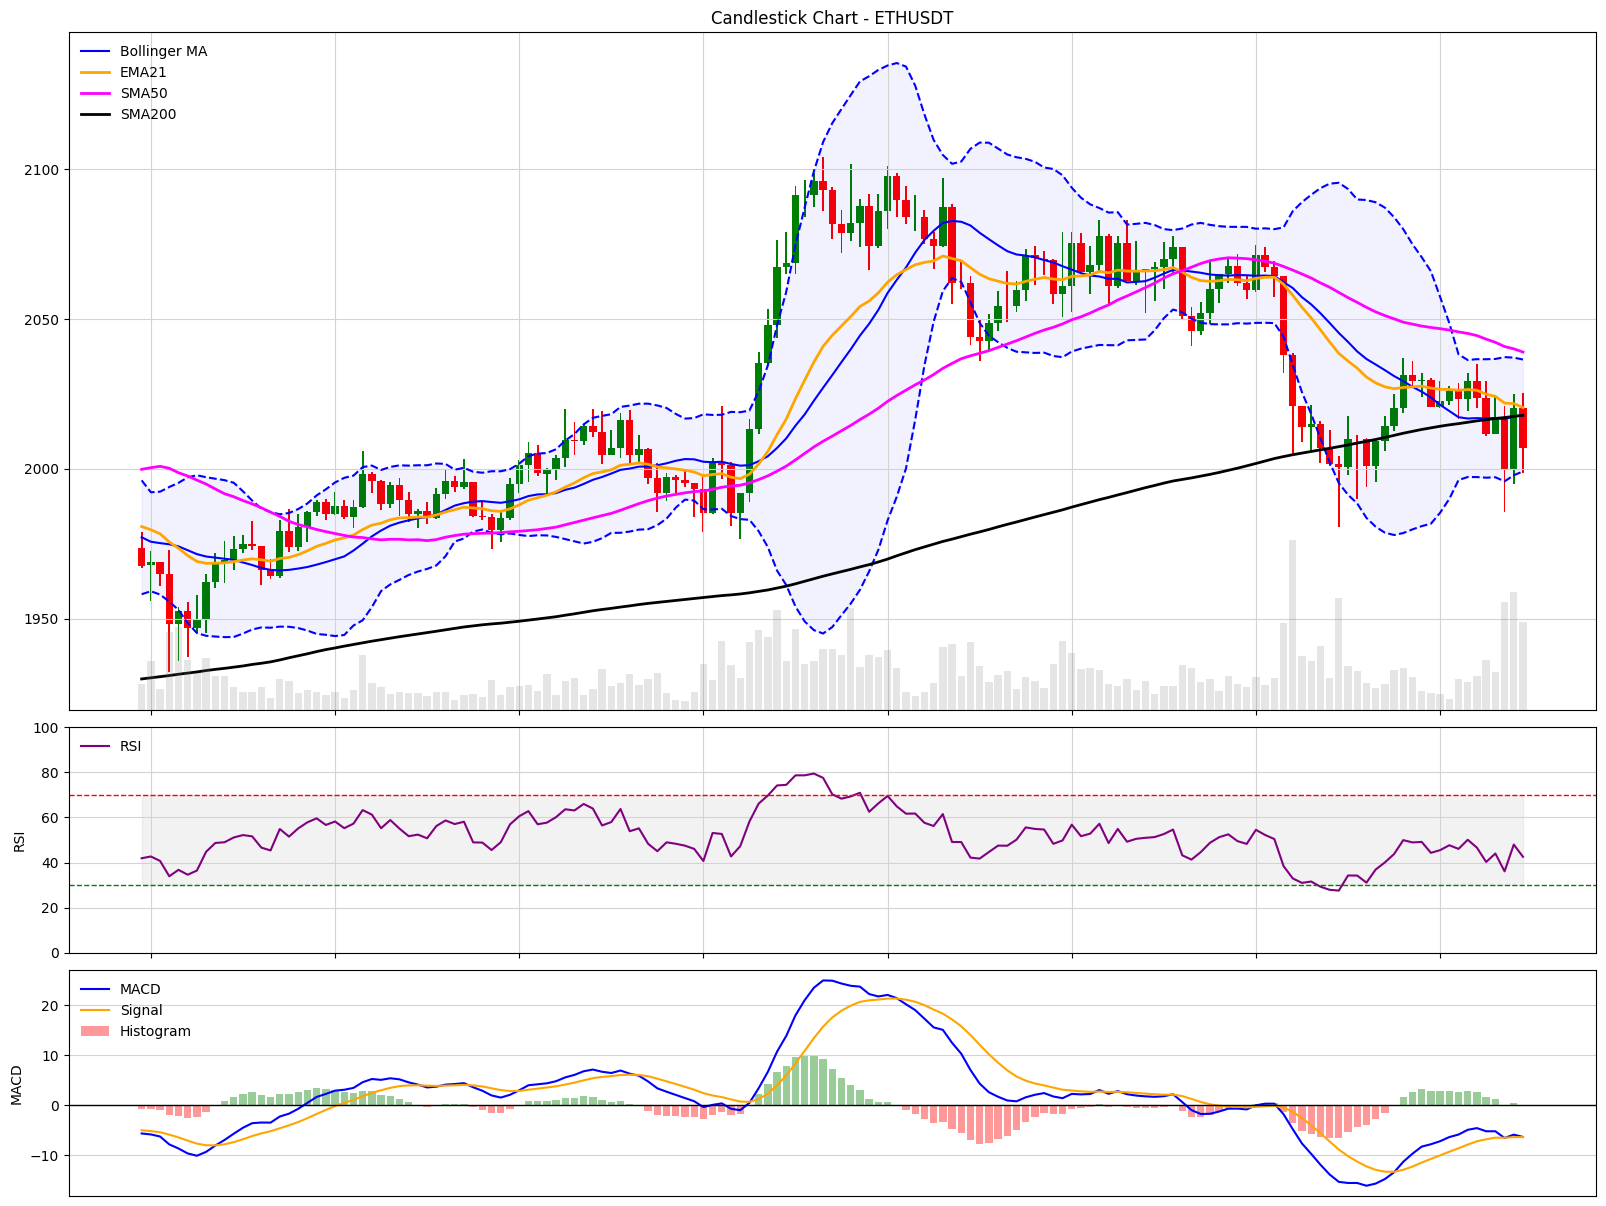 Candlestick Chart - ETHUSDT
Bollinger MA
EMA21
SMA50
SMA200
2100
2050
2000
1950
100
80
60
40
20
0
RSI
RSI
20
10
0
−10
MACD
MACD
Signal
Histogram